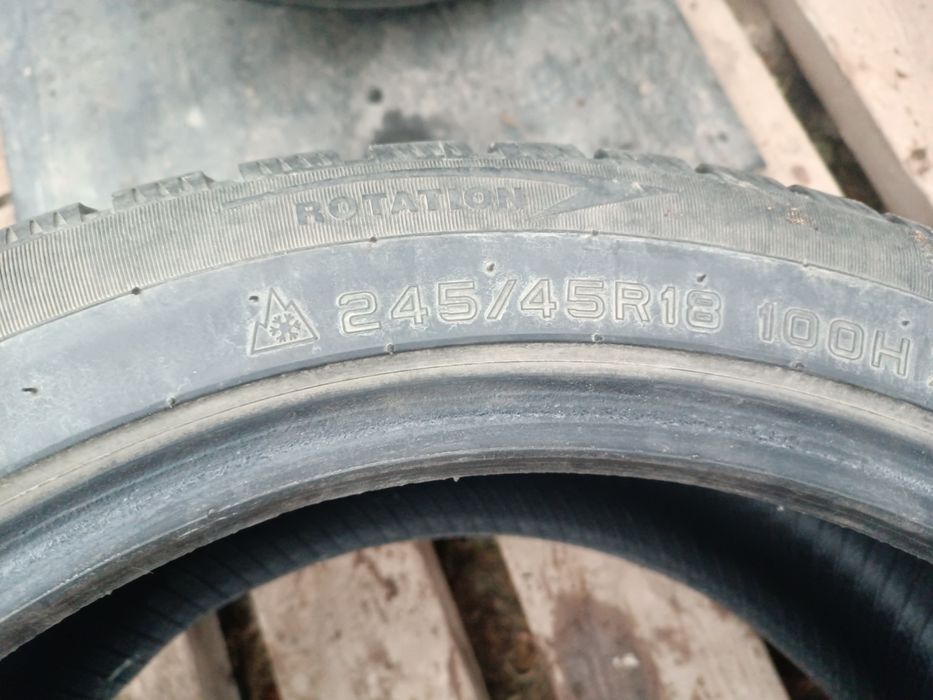 ROTATION
245/45R18 100H